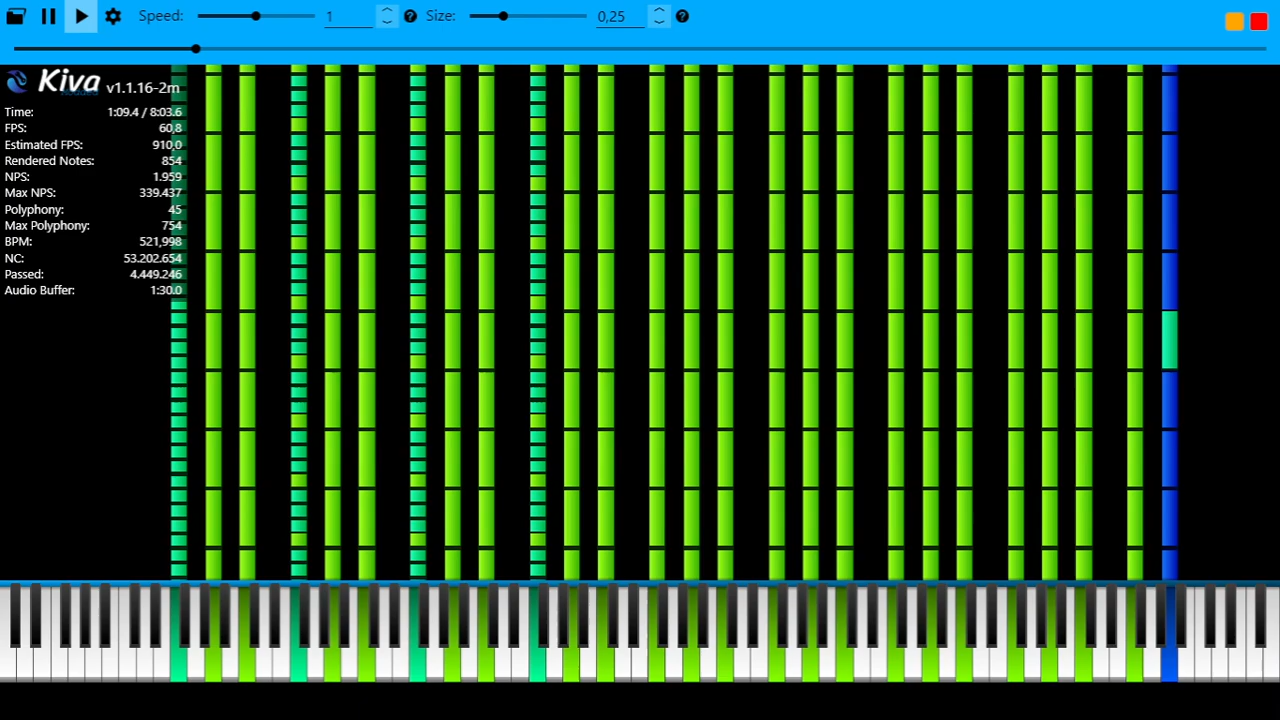 Speed: 1 Size: 0,25
Kiva v1.1.16-2m
Time: 1:09.4 / 8:03.6
FPS: 60,8
Estimated FPS: 910,0
Rendered Notes: 854
NPS: 1.959
Max NPS: 339.437
Polyphony: 45
Max Polyphony: 754
BPM: 521,998
NC: 53.202.654
Passed: 4.449.246
Audio Buffer: 1:30.0